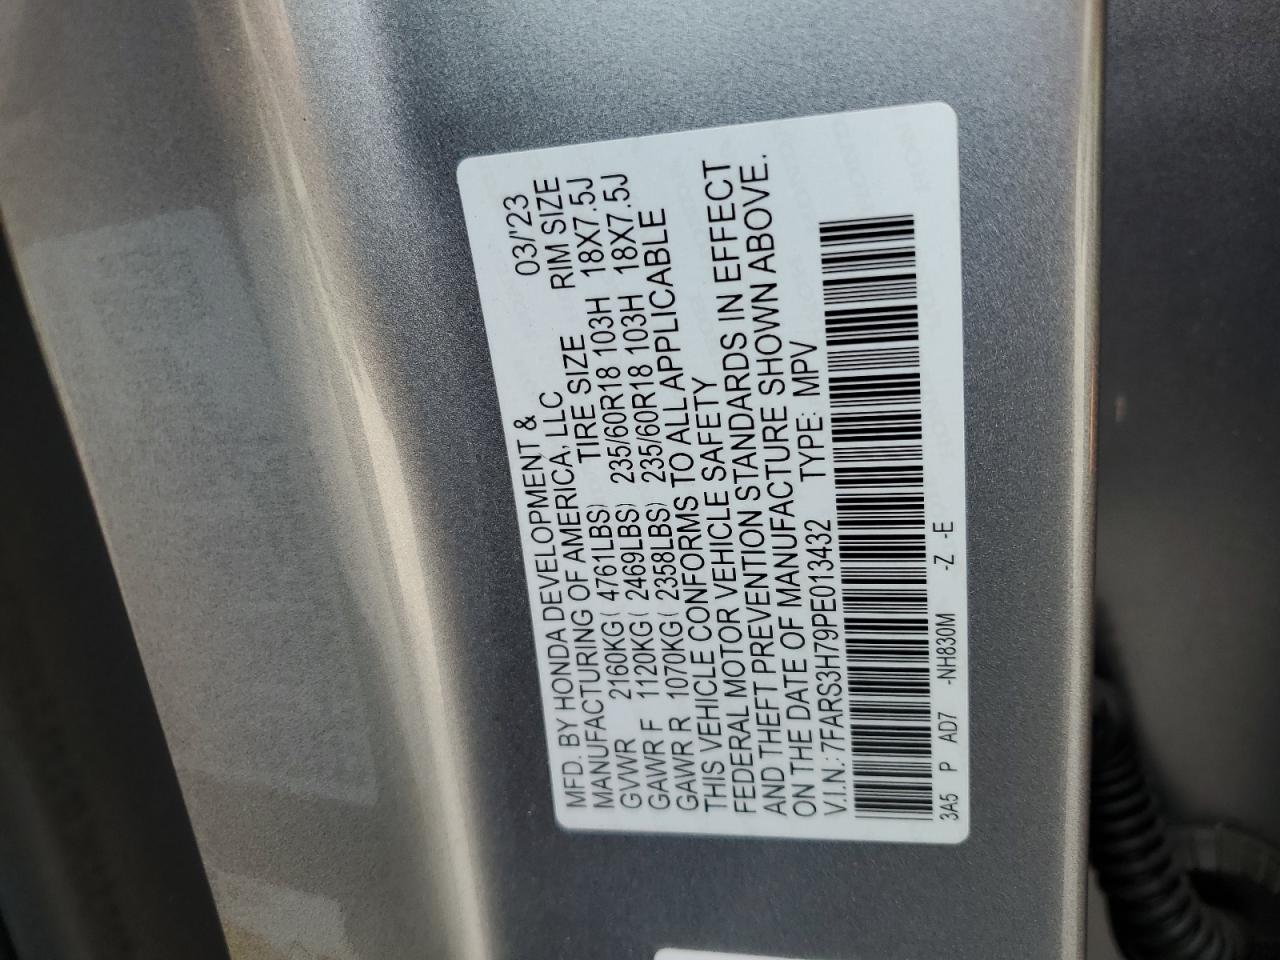 MFD. BY HONDA DEVELOPMENT & 03/'23
MANUFACTURING OF AMERICA, LLC
TIRE SIZE RIM SIZE
GVWR 2160KG( 4761LBS)
GAWR F 1120KG( 2469LBS) 235/60R18 103H 18X7.5J
GAWR R 1070KG( 2358LBS) 235/60R18 103H 18X7.5J
THIS VEHICLE CONFORMS TO ALL APPLICABLE
FEDERAL MOTOR VEHICLE SAFETY
AND THEFT PREVENTION STANDARDS IN EFFECT
ON THE DATE OF MANUFACTURE SHOWN ABOVE.
V.I.N.: 7FARS3H79PE013432 TYPE: MPV
3A5 P AD7 -NH830M -Z -E